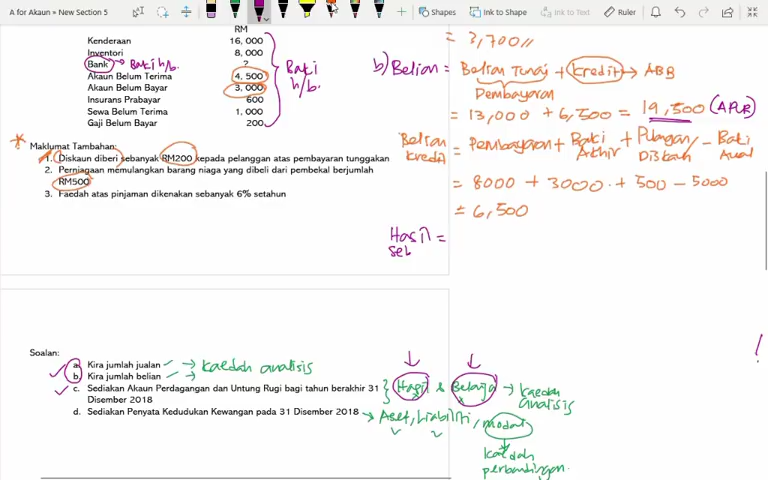 A for Akaun » New Section 5
Shapes
Ink to Shape
Ink to Text
Ruler
RM
Kenderaan 16, 000
Inventori 8, 000
Bank ? → Baki h/b.
Akaun Belum Terima 4, 500
Akaun Belum Bayar 3, 000
Insurans Prabayar 600
Sewa Belum Terima 1, 000
Gaji Belum Bayar 200
Baki
h/b.
* Maklumat Tambahan:
1. Diskaun diberi sebanyak RM200 kepada pelanggan atas pembayaran tunggakan
2. Perniagaan memulangkan barang niaga yang dibeli dari pembekal berjumlah
RM500
3. Faedah atas pinjaman dikenakan sebanyak 6% setahun
= 3,700 //
b) Belian = Belian Tunai + Kredit → ABB
Pembayaran
= 13,000 + 6,500 = 19,500 (APUR)
Belian Kredit = Pembayaran + Baki Akhir + Pulangan/Diskaun - Baki Awal
= 8000 + 3000 + 500 - 5000
= 6,500
Hasil =
seb
Soalan:
a. Kira jumlah jualan → kaedah analisis
b. Kira jumlah belian →
c. Sediakan Akaun Perdagangan dan Untung Rugi bagi tahun berakhir 31 } Hasil & Belanja → kaedah analisis
Disember 2018
d. Sediakan Penyata Kedudukan Kewangan pada 31 Disember 2018 → Aset, Liabiliti, modal
kaedah
perbandingan.
!